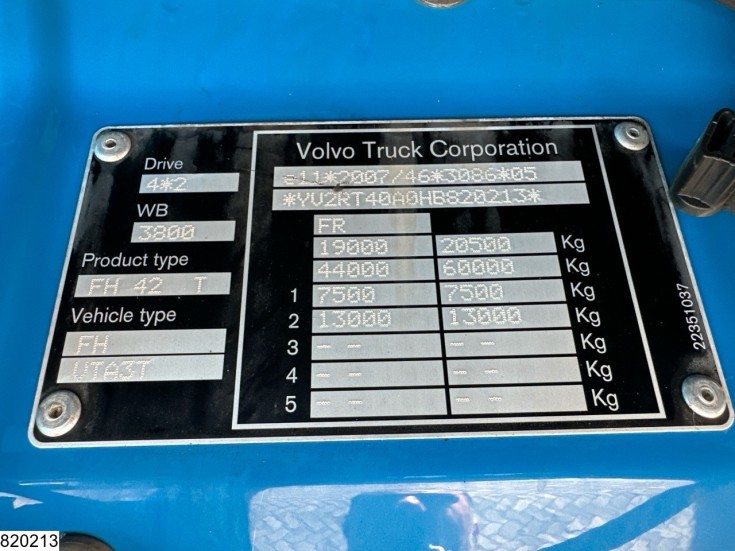 Drive
4*2
WB
3800
Product type
FH 42 T
Vehicle type
FH
UTA3T
Volvo Truck Corporation
e11*2007/46*3086*05
*YV2RT40A0HB820213*
FR
19000 20500 Kg
44000 60000 Kg
1 7500 7500 Kg
2 13000 13000 Kg
3 -- -- Kg
4 -- -- Kg
5 -- -- Kg
22351037
820213